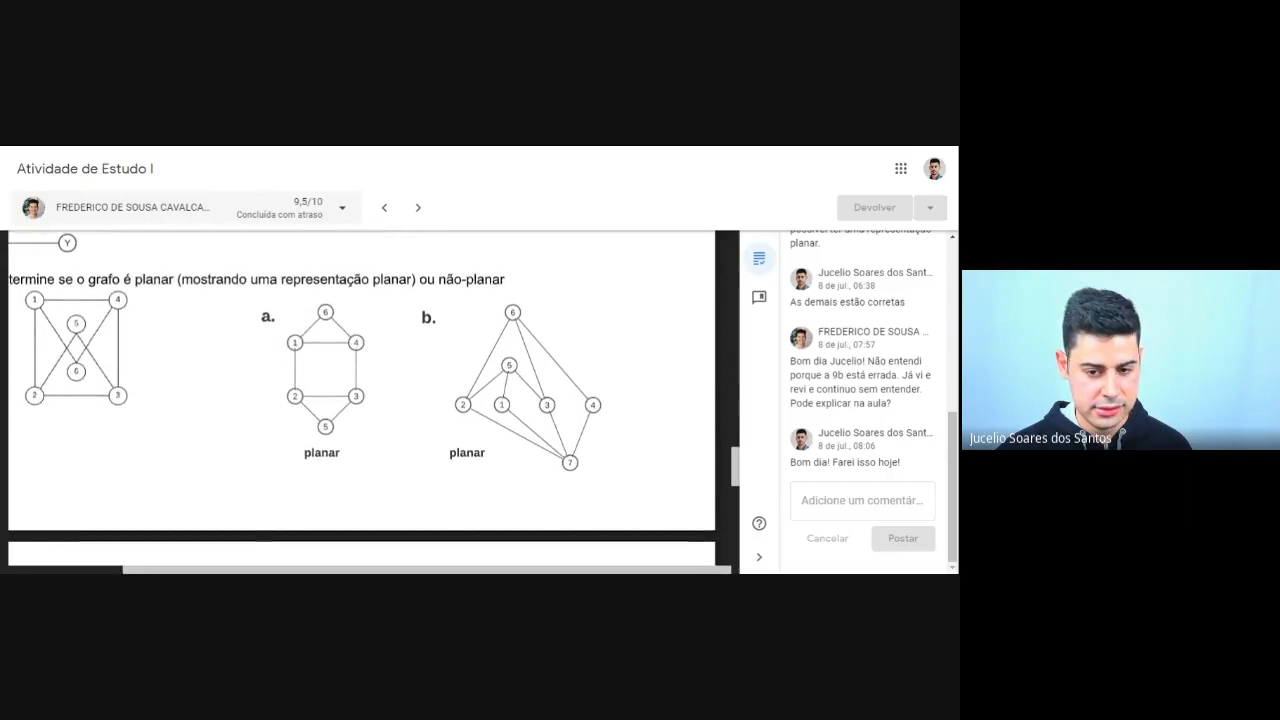 Atividade de Estudo I
FREDERICO DE SOUSA CAVALCA...
9,5/10
Concluída com atraso
Devolver
Y
termine se o grafo é planar (mostrando uma representação planar) ou não-planar
1
4
5
6
2
3
a.
6
1
4
2
3
5
planar
b.
6
5
2
1
3
4
7
planar
planar.
Jucelio Soares dos Sant...
8 de jul., 06:38
As demais estão corretas
FREDERICO DE SOUSA ...
8 de jul., 07:57
Bom dia Jucelio! Não entendi
porque a 9b está errada. Já vi e
revi e continuo sem entender.
Pode explicar na aula?
Jucelio Soares dos Sant...
8 de jul., 08:06
Bom dia! Farei isso hoje!
Adicione um comentár...
Cancelar
Postar
Jucelio Soares dos Santos